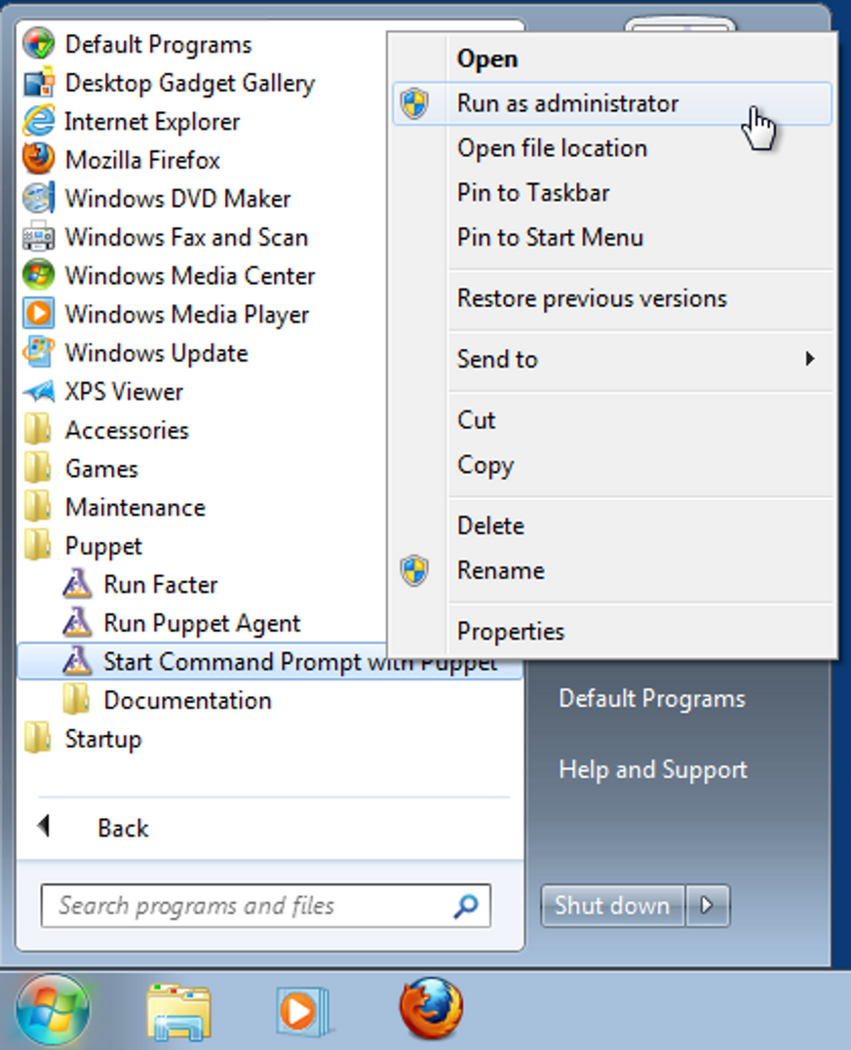 Default Programs
Desktop Gadget Gallery
Internet Explorer
Mozilla Firefox
Windows DVD Maker
Windows Fax and Scan
Windows Media Center
Windows Media Player
Windows Update
XPS Viewer
Accessories
Games
Maintenance
Puppet
Run Facter
Run Puppet Agent
Start Command Prompt with Puppet
Documentation
Startup
Back
Search programs and files
Open
Run as administrator
Open file location
Pin to Taskbar
Pin to Start Menu
Restore previous versions
Send to
Cut
Copy
Delete
Rename
Properties
Default Programs
Help and Support
Shut down